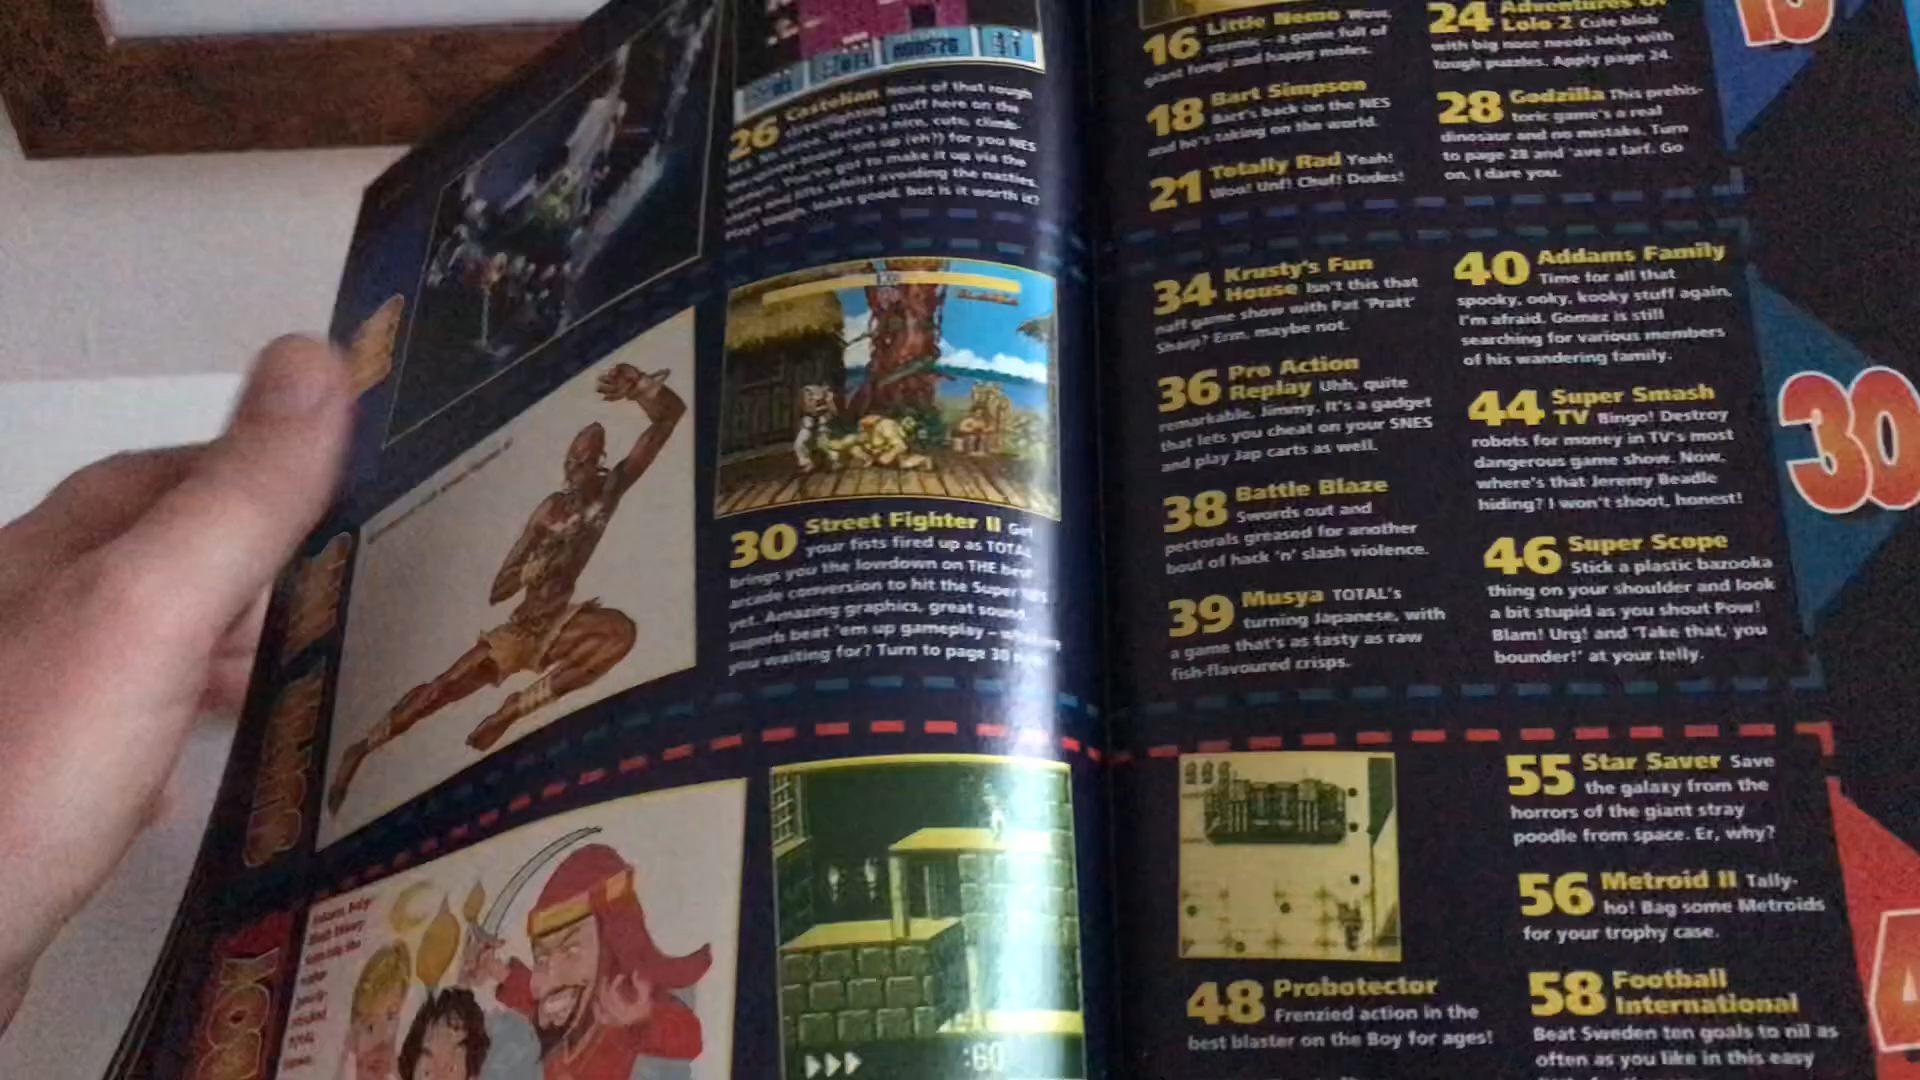 26 Castellan None of that rough
streetfighting stuff here on the
NES, no siree. Here's a nice, cute, climb-
'em up (eh?) for you NES
You've got to make it up via the
and lifts whilst avoiding the nasties.
Plays tough, looks good, but is it worth it?
30 Street Fighter II Get
your fists fired up as TOTAL
brings you the lowdown on THE best
arcade conversion to hit the Super
yet. Amazing graphics, great sound,
superb beat 'em up gameplay –
you waiting for? Turn to page 30
:60
16 Little Nemo Wow,
cosmic – a game full of
giant fungi and happy moles.
18 Bart Simpson
Bart's back on the NES
and he's taking on the world.
21 Totally Rad Yeah!
Woo! Unf! Chuf! Dudes!
24 Adventures Of
Lolo 2 Cute blob
with big nose needs help with
tough puzzles. Apply page 24.
28 Godzilla This prehis-
toric game's a real
dinosaur and no mistake. Turn
to page 28 and 'ave a larf. Go
on, I dare you.
34 Krusty's Fun
House Isn't this that
naff game show with Pat 'Pratt'
Sharp? Erm, maybe not.
36 Pro Action
Replay Uhh, quite
remarkable, Jimmy. It's a gadget
that lets you cheat on your SNES
and play Jap carts as well.
38 Battle Blaze
Swords out and
pectorals greased for another
bout of hack 'n' slash violence.
39 Musya TOTAL's
turning Japanese, with
a game that's as tasty as raw
fish-flavoured crisps.
40 Addams Family
Time for all that
spooky, ooky, kooky stuff again,
I'm afraid. Gomez is still
searching for various members
of his wandering family.
44 Super Smash
TV Bingo! Destroy
robots for money in TV's most
dangerous game show. Now,
where's that Jeremy Beadle
hiding? I won't shoot, honest!
46 Super Scope
Stick a plastic bazooka
thing on your shoulder and look
a bit stupid as you shout Pow!
Blam! Urg! and 'Take that, you
bounder!' at your telly.
30
48 Probotector
Frenzied action in the
best blaster on the Boy for ages!
55 Star Saver Save
the galaxy from the
horrors of the giant stray
poodle from space. Er, why?
56 Metroid II Tally-
ho! Bag some Metroids
for your trophy case.
58 Football
International
Beat Sweden ten goals to nil as
often as you like in this easy